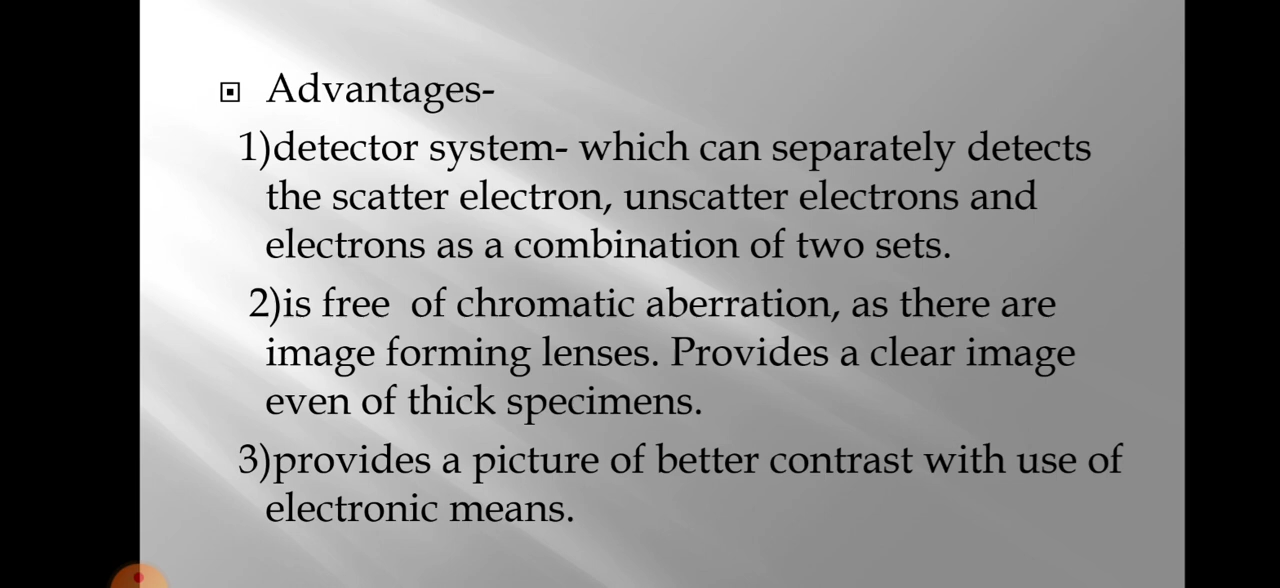 Advantages-
1)detector system- which can separately detects
the scatter electron, unscatter electrons and
electrons as a combination of two sets.
2)is free of chromatic aberration, as there are
image forming lenses. Provides a clear image
even of thick specimens.
3)provides a picture of better contrast with use of
electronic means.